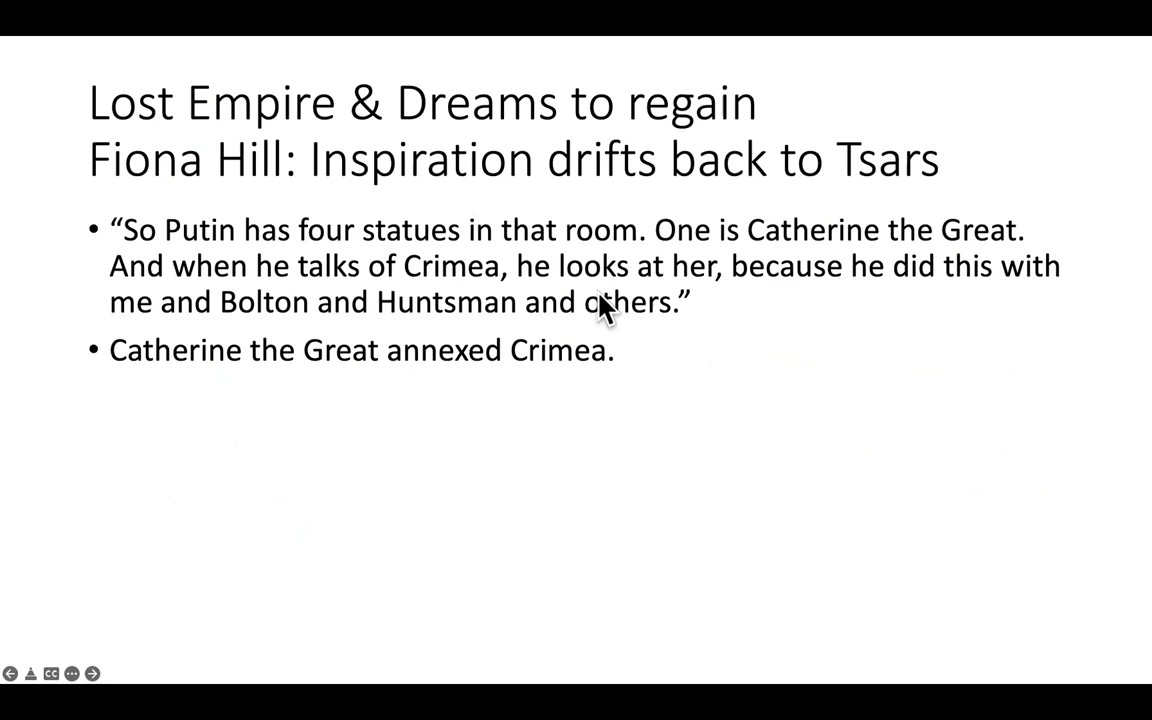 Lost Empire & Dreams to regain
Fiona Hill: Inspiration drifts back to Tsars
• “So Putin has four statues in that room. One is Catherine the Great.
And when he talks of Crimea, he looks at her, because he did this with
me and Bolton and Huntsman and others.”
• Catherine the Great annexed Crimea.
CC